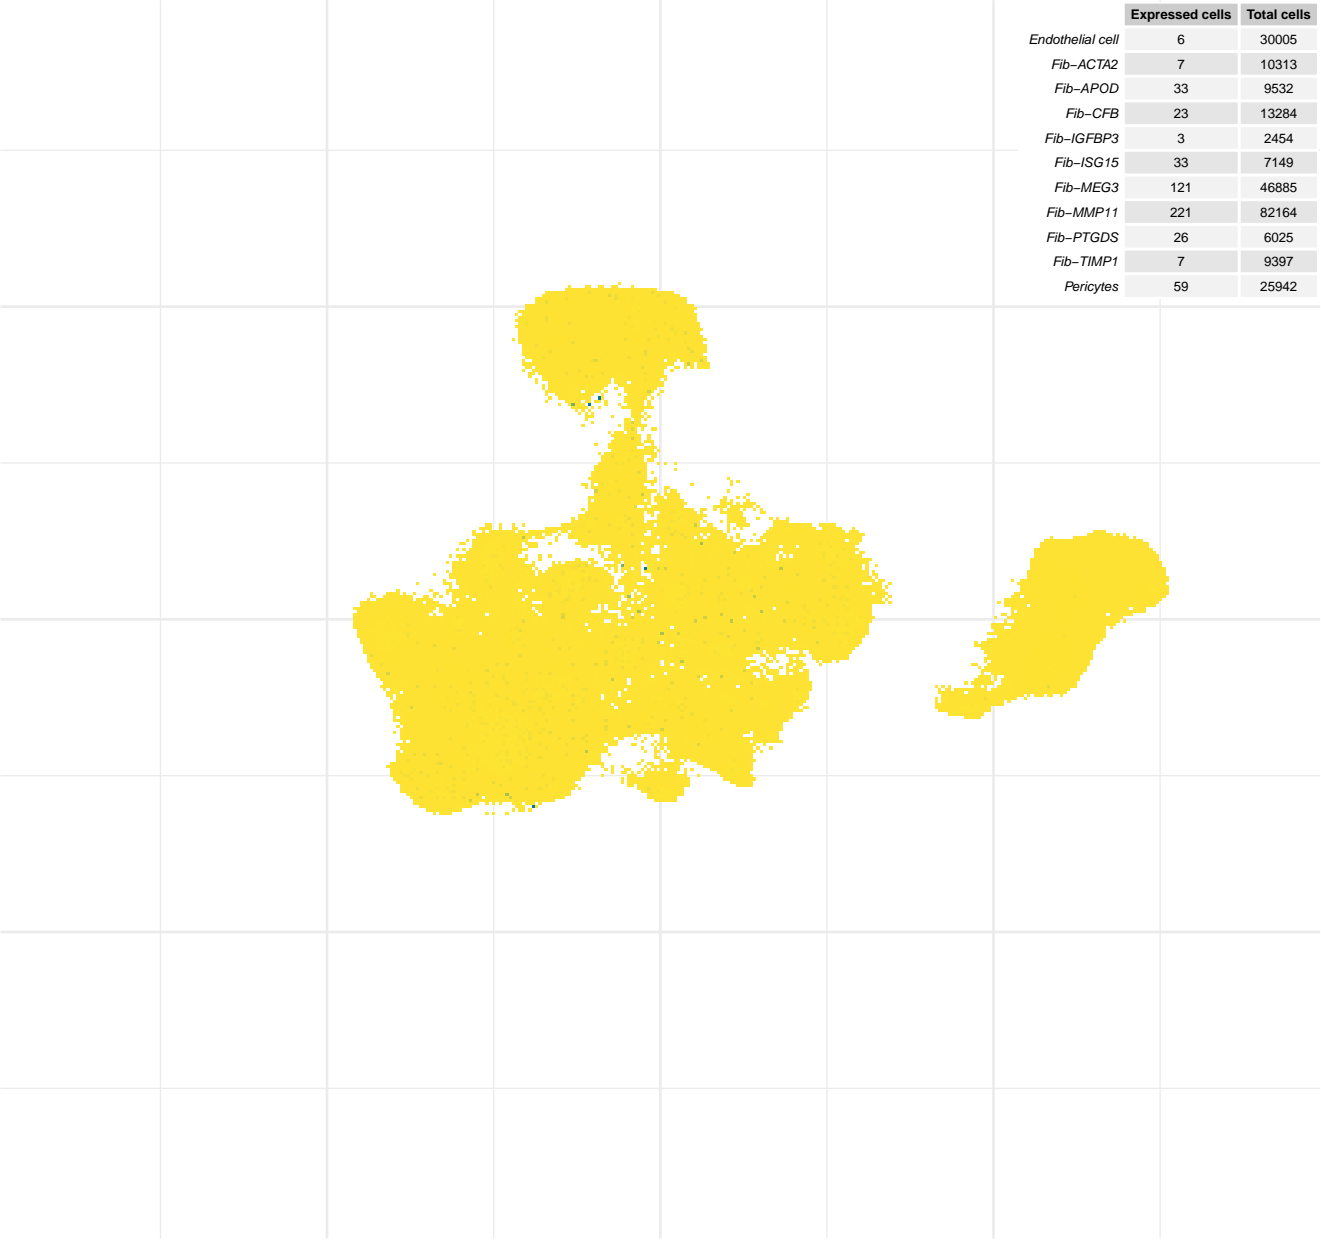 Expressed cells Total cells
Endothelial cell 6 30005
Fib−ACTA2 7 10313
Fib−APOD 33 9532
Fib−CFB 23 13284
Fib−IGFBP3 3 2454
Fib−ISG15 33 7149
Fib−MEG3 121 46885
Fib−MMP11 221 82164
Fib−PTGDS 26 6025
Fib−TIMP1 7 9397
Pericytes 59 25942